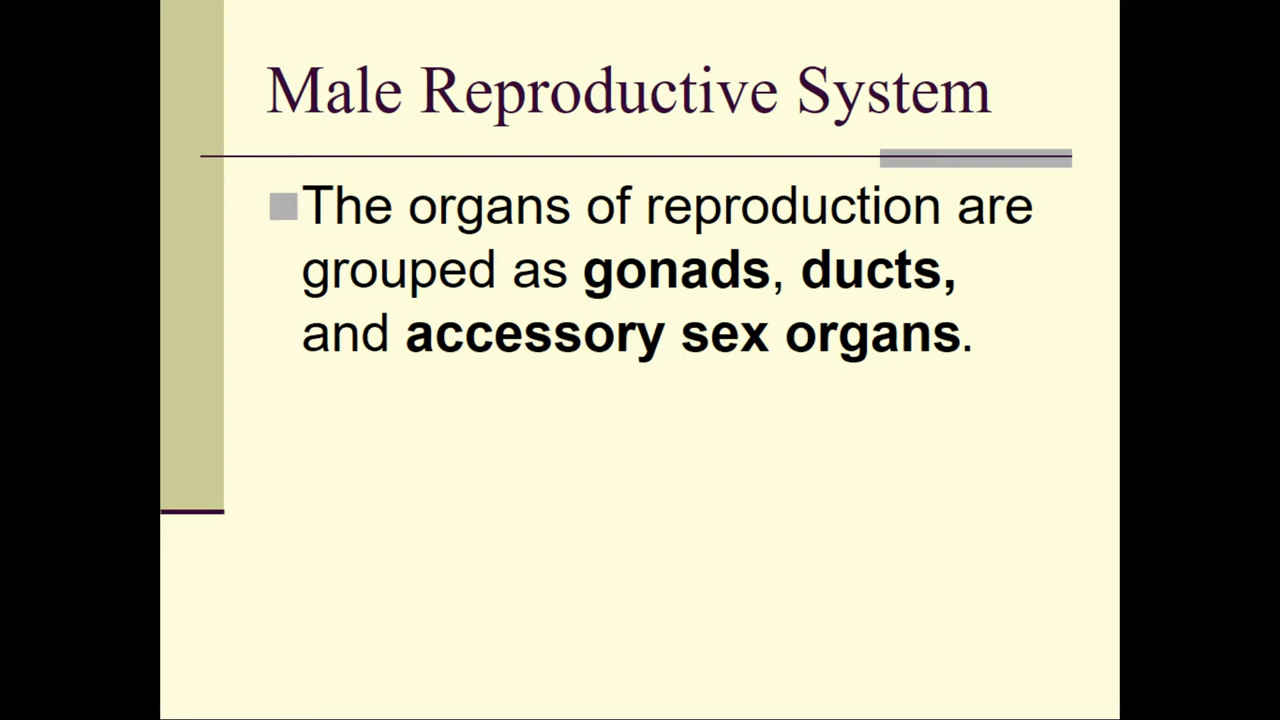 Male Reproductive System
The organs of reproduction are
grouped as gonads, ducts,
and accessory sex organs.